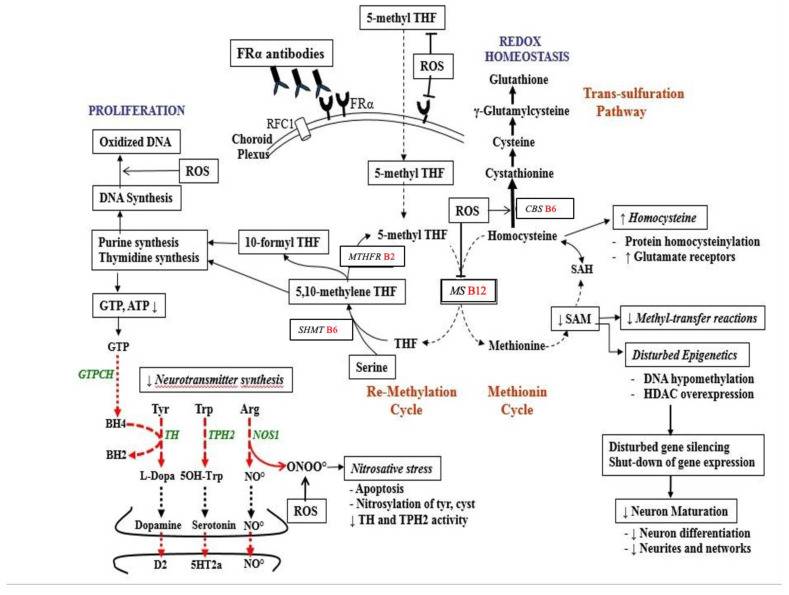 5-methyl THF
FRα antibodies
ROS
REDOX
HOMEOSTASIS
Glutathione
Trans-sulfuration
Pathway
γ-Glutamylcysteine
FRα
PROLIFERATION
RFC1
Choroid
Plexus
Oxidized DNA
ROS
Cysteine
Cystathionine
5-methyl THF
DNA Synthesis
ROS
CBS B6
↑ Homocysteine
Purine synthesis
Thymidine synthesis
10-formyl THF
5-methyl THF
Homocysteine
- Protein homocysteinylation
- ↑ Glutamate receptors
MTHFR B2
SAH
5,10-methylene THF
MS B12
GTP, ATP ↓
↓ SAM
↓ Methyl-transfer reactions
SHMT B6
THF
Methionine
GTP
Disturbed Epigenetics
Serine
GTPCH
↓ Neurotransmitter synthesis
- DNA hypomethylation
- HDAC overexpression
Re-Methylation
Cycle
Methionin
Cycle
Tyr
Trp
Arg
BH4
TH
TPH2
NOS1
BH2
Disturbed gene silencing
Shut-down of gene expression
L-Dopa
5OH-Trp
NO°
ONOO°
Nitrosative stress
- Apoptosis
- Nitrosylation of tyr, cyst
↓ TH and TPH2 activity
ROS
↓ Neuron Maturation
Dopamine
Serotonin
NO°
- ↓ Neuron differentiation
- ↓ Neurites and networks
D2
5HT2a
NO°